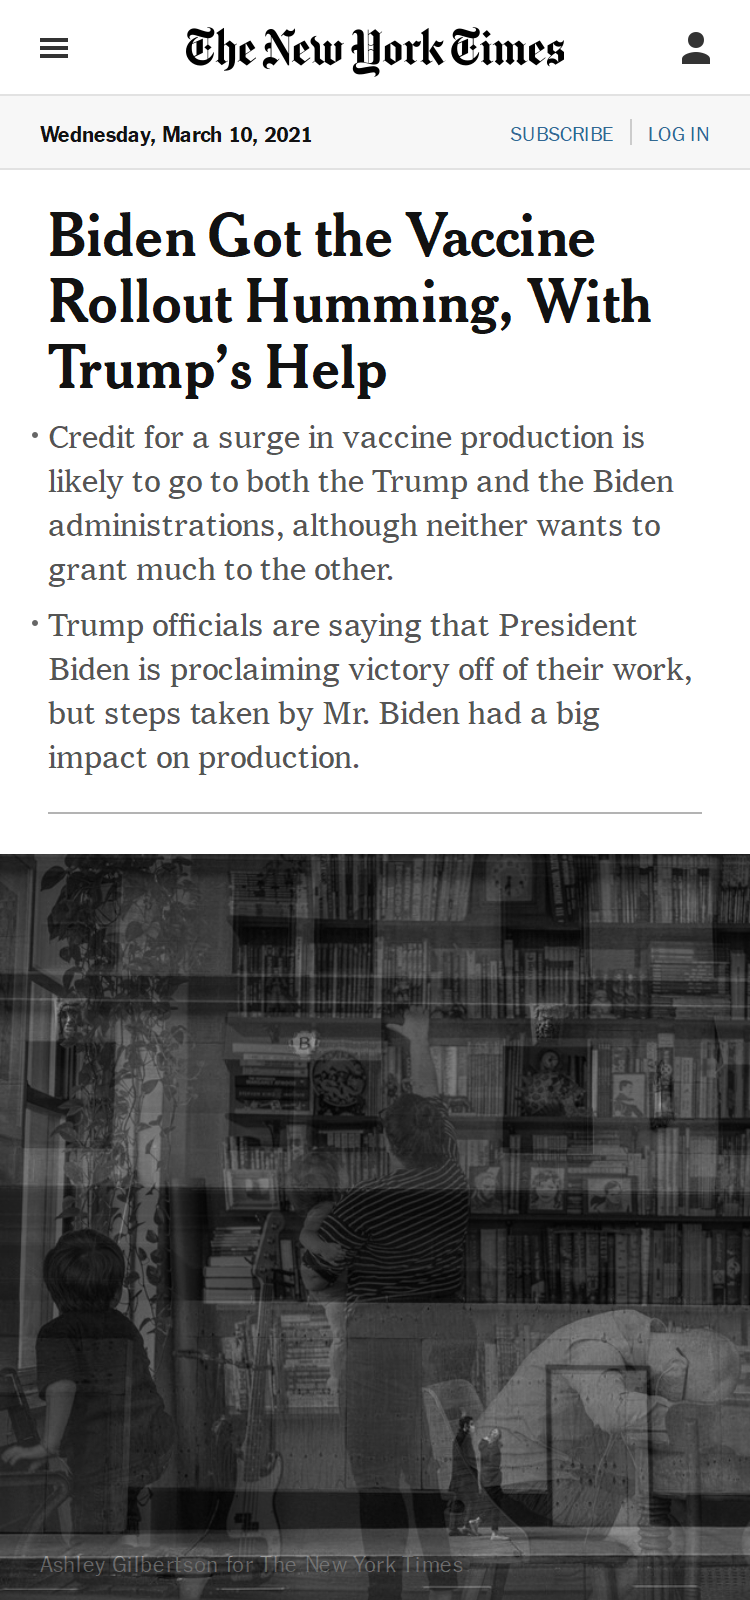 The New York Times
Wednesday, March 10, 2021
SUBSCRIBE
LOG IN
Biden Got the Vaccine
Rollout Humming, With
Trump’s Help
• Credit for a surge in vaccine production is
likely to go to both the Trump and the Biden
administrations, although neither wants to
grant much to the other.
• Trump officials are saying that President
Biden is proclaiming victory off of their work,
but steps taken by Mr. Biden had a big
impact on production.
B
Ashley Gilbertson for The New York Times